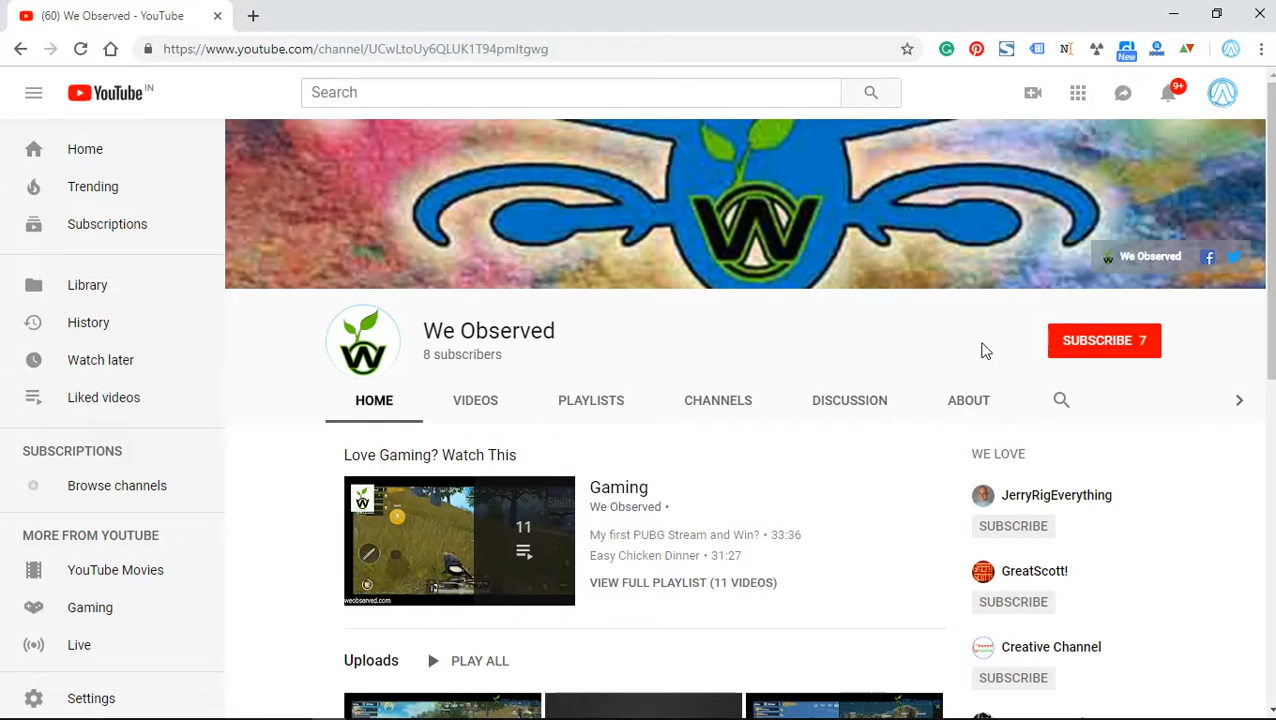 (60) We Observed - YouTube
https://www.youtube.com/channel/UCwLtoUy6QLUK1T94pmItgwg
New
YouTube IN
Search
9+
Home
Trending
Subscriptions
Library
History
Watch later
Liked videos
SUBSCRIPTIONS
Browse channels
MORE FROM YOUTUBE
YouTube Movies
Gaming
Live
Settings
W
We Observed
W
We Observed
8 subscribers
SUBSCRIBE 7
HOME
VIDEOS
PLAYLISTS
CHANNELS
DISCUSSION
ABOUT
Love Gaming? Watch This
11
weobserved.com
Gaming
We Observed •
My first PUBG Stream and Win? • 33:36
Easy Chicken Dinner • 31:27
VIEW FULL PLAYLIST (11 VIDEOS)
Uploads
PLAY ALL
WE LOVE
JerryRigEverything
SUBSCRIBE
GreatScott!
SUBSCRIBE
Creative Channel
SUBSCRIBE